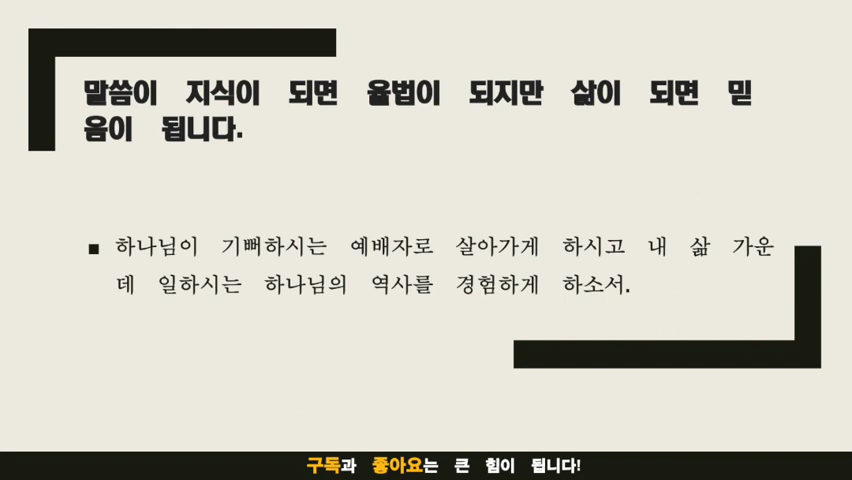 말씀이 지식이 되면 율법이 되지만 삶이 되면 믿
음이 됩니다.
■ 하나님이 기뻐하시는 예배자로 살아가게 하시고 내 삶 가운
데 일하시는 하나님의 역사를 경험하게 하소서.
구독과 좋아요는 큰 힘이 됩니다!